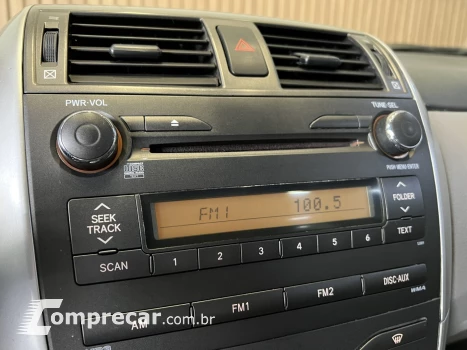 PWR•VOL
TUNE•SEL
PUSH MENU/ENTER
FM1 100.5
SEEK
TRACK
FOLDER
SCAN
1 2 3 4 5 6
TEXT
AM
FM1
FM2
DISC•AUX
WMA
Comprecar.com.br